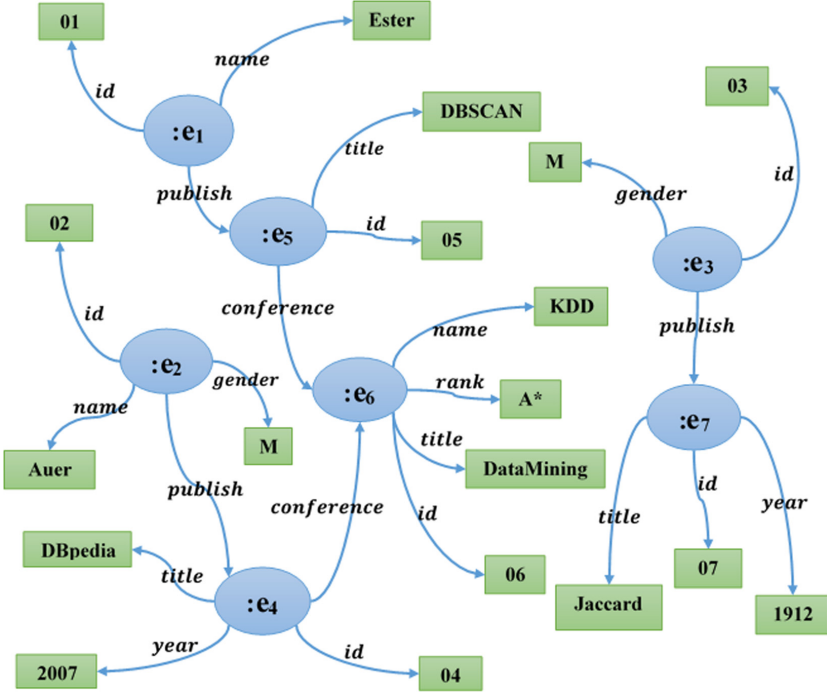 01
Ester
name
id
03
:e1
DBSCAN
title
M
id
publish
gender
02
id
:e5
05
:e3
id
conference
KDD
name
publish
:e2
gender
rank
:e6
A*
name
M
title
:e7
Auer
DataMining
publish
id
conference
id
year
title
DBpedia
title
06
07
:e4
Jaccard
1912
year
id
2007
04